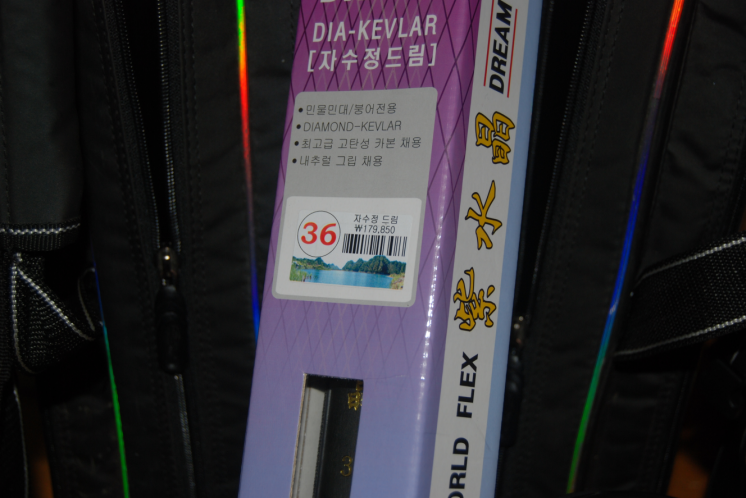 DIA-KEVLAR
[자수정드림]
•민물민대/붕어전용
•DIAMOND-KEVLAR
•최고급 고탄성 카본 채용
•내추럴 그립 채용
36
자수정 드림
₩179,850
WORLD FLEX 紫水晶 DREAM